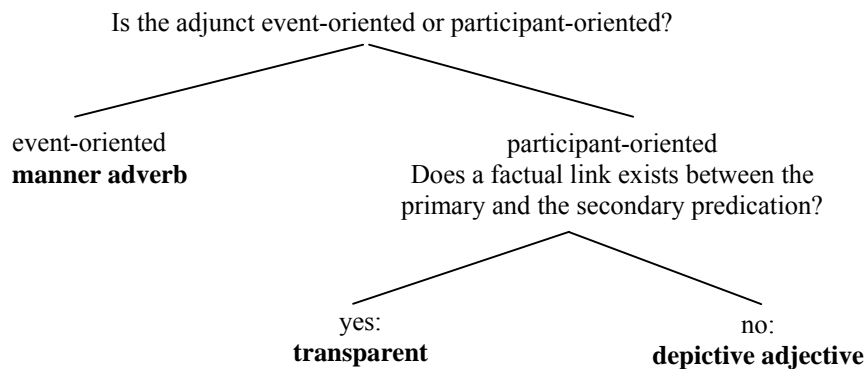 Is the adjunct event-oriented or participant-oriented?
event-oriented
manner adverb
participant-oriented
Does a factual link exists between the
primary and the secondary predication?
yes:
transparent
no:
depictive adjective